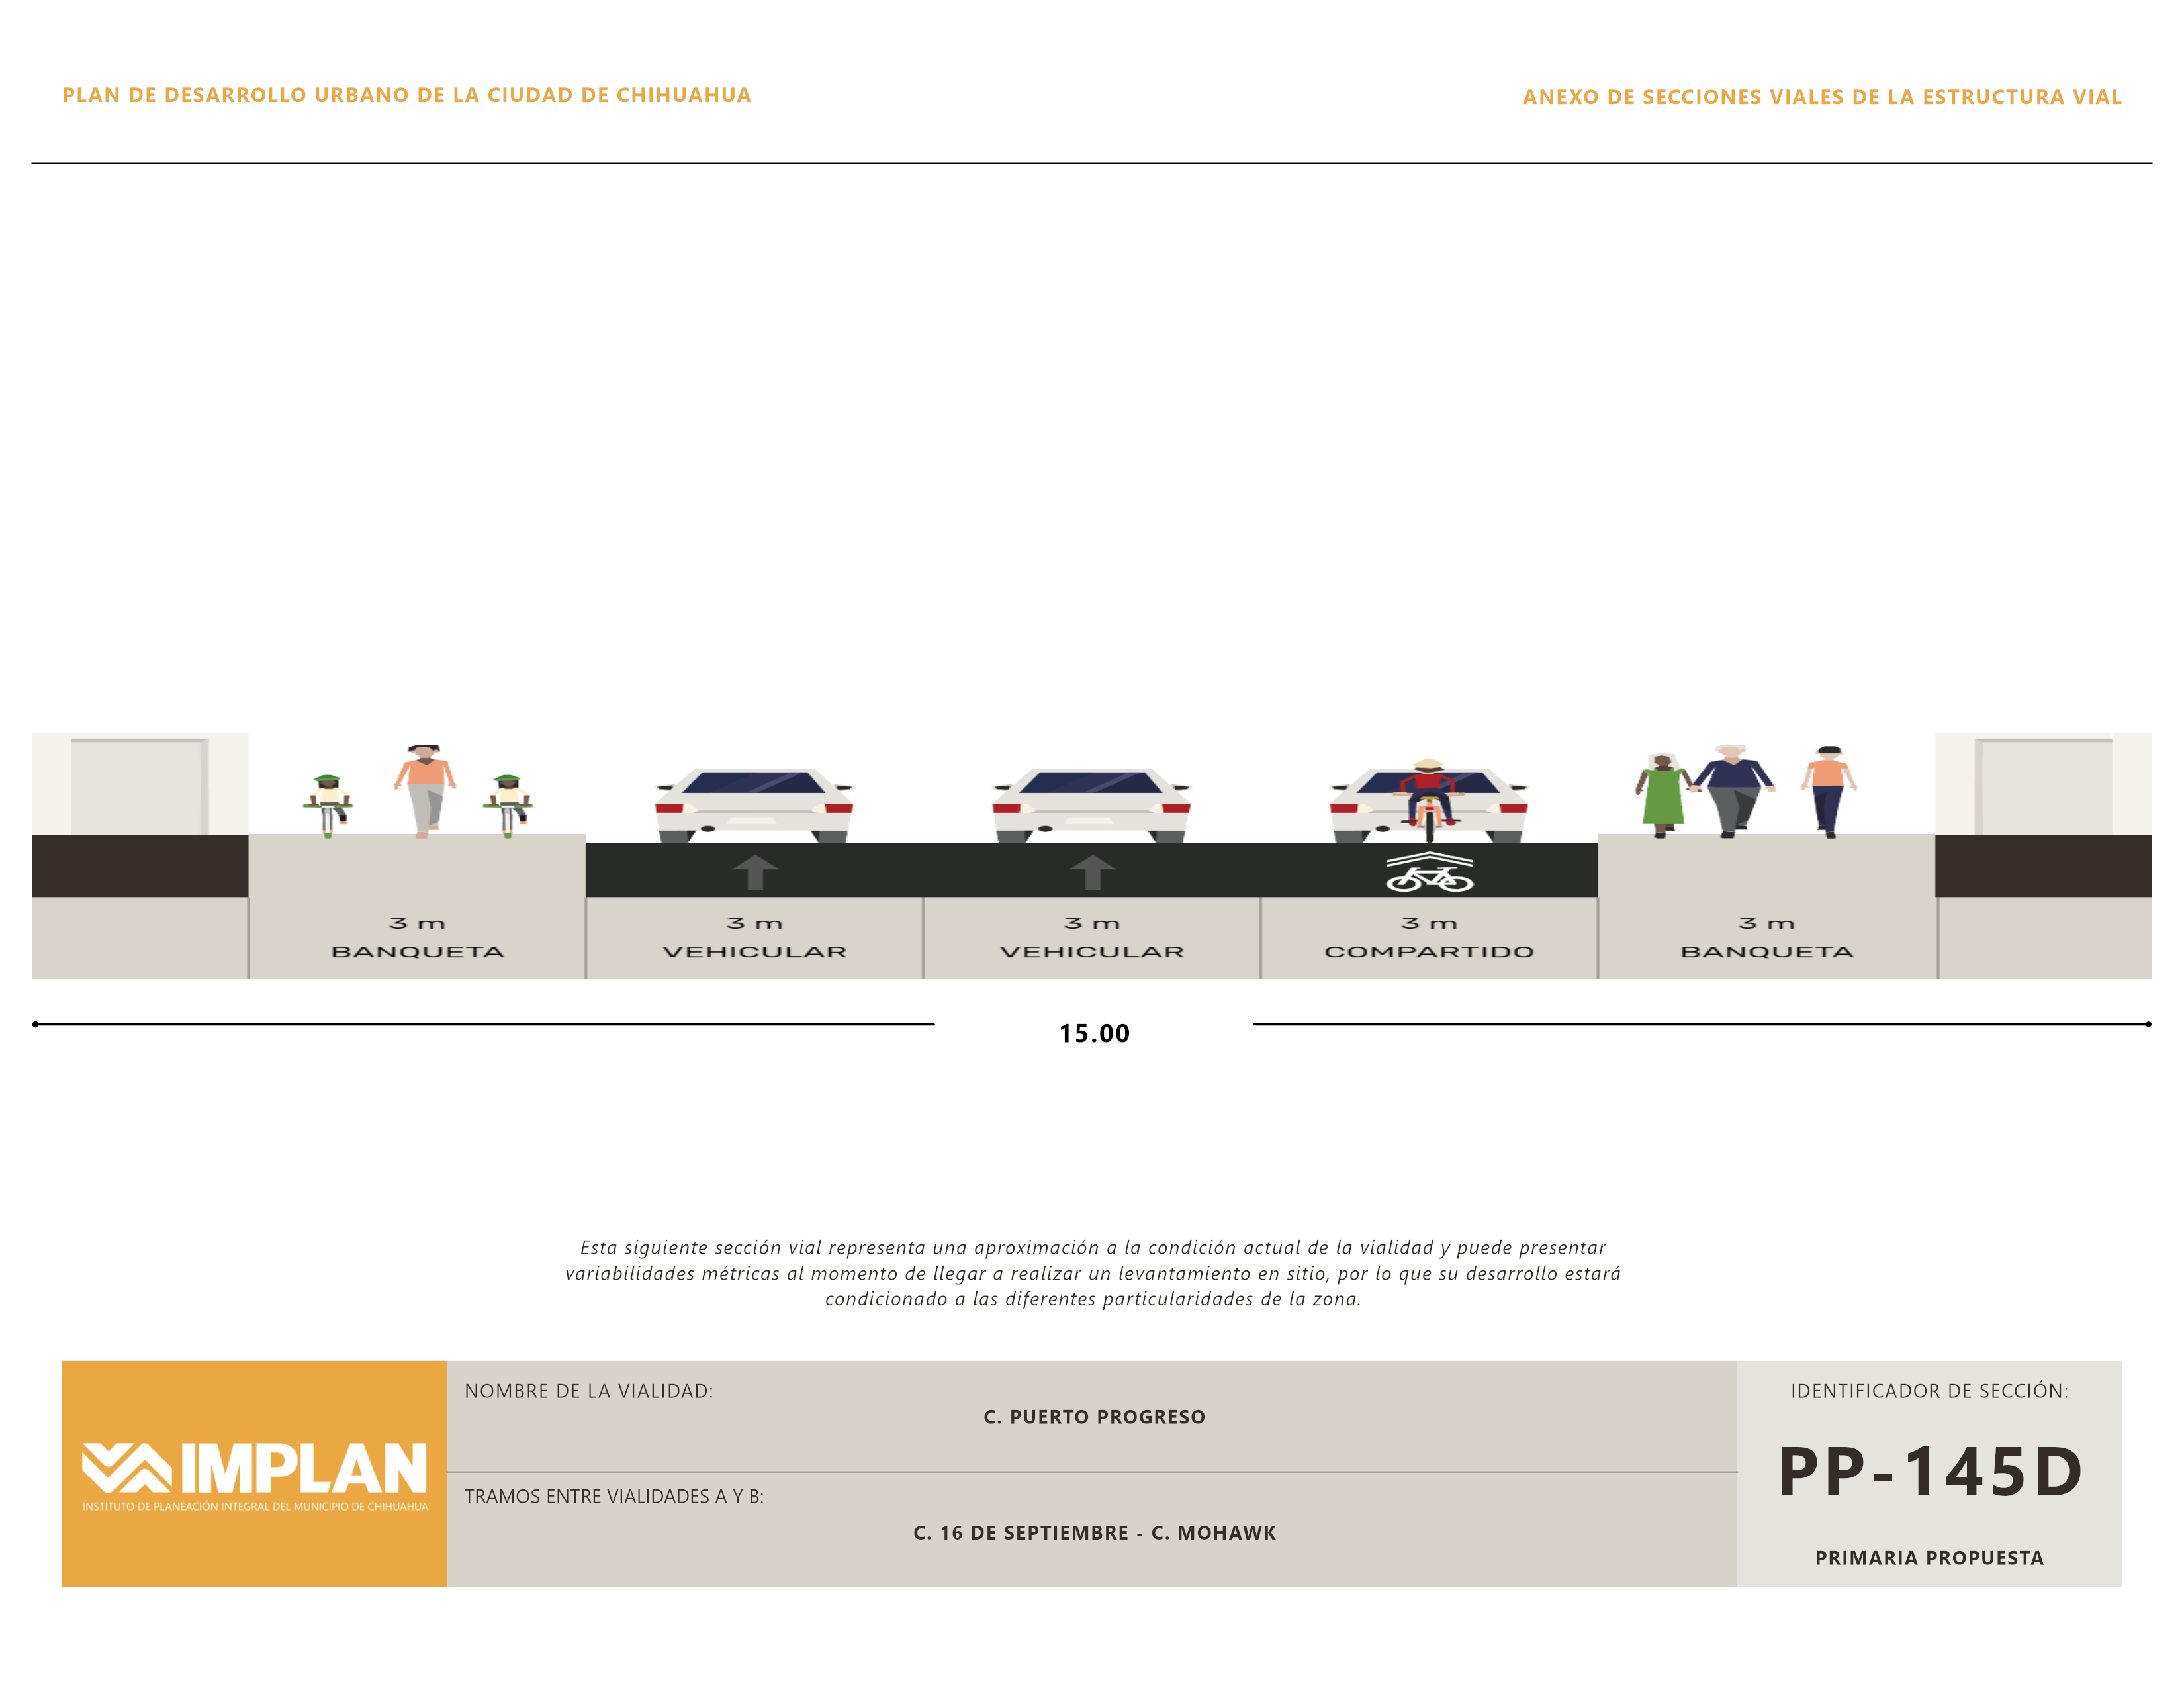 PLAN DE DESARROLLO URBANO DE LA CIUDAD DE CHIHUAHUA
ANEXO DE SECCIONES VIALES DE LA ESTRUCTURA VIAL
3 m
BANQUETA
3 m
VEHICULAR
3 m
VEHICULAR
3 m
COMPARTIDO
3 m
BANQUETA
15.00
Esta siguiente sección vial representa una aproximación a la condición actual de la vialidad y puede presentar
variabilidades métricas al momento de llegar a realizar un levantamiento en sitio, por lo que su desarrollo estará
condicionado a las diferentes particularidades de la zona.
IMPLAN
INSTITUTO DE PLANEACIÓN INTEGRAL DEL MUNICIPIO DE CHIHUAHUA
NOMBRE DE LA VIALIDAD:
C. PUERTO PROGRESO
TRAMOS ENTRE VIALIDADES A Y B:
C. 16 DE SEPTIEMBRE - C. MOHAWK
IDENTIFICADOR DE SECCIÓN:
PP-145D
PRIMARIA PROPUESTA